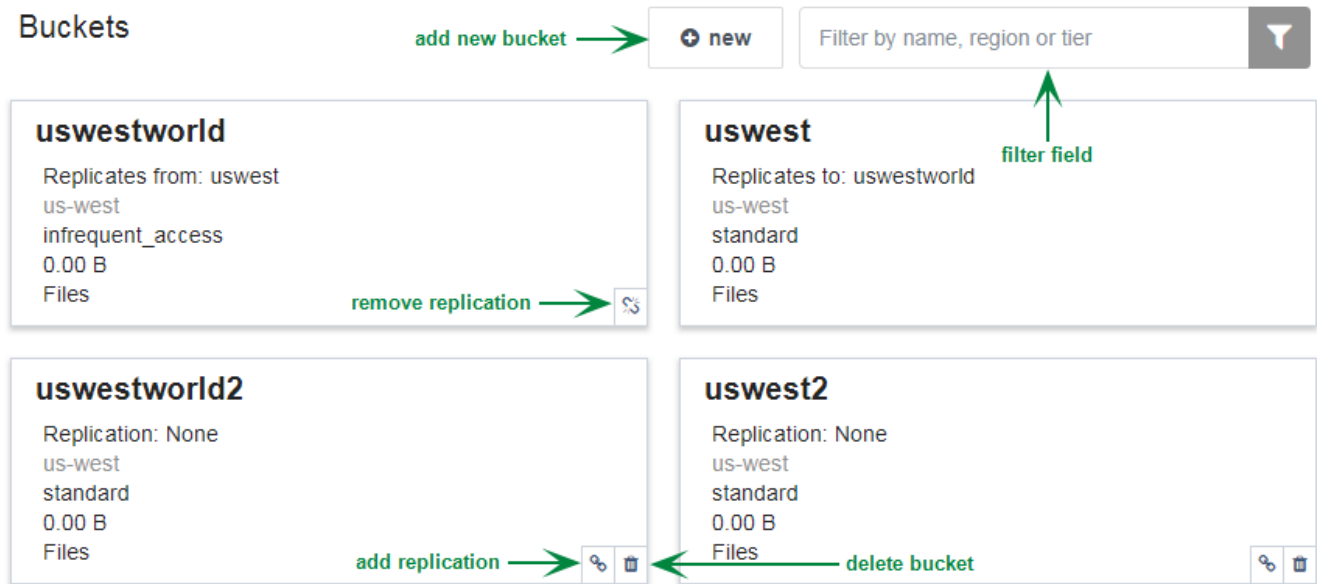 Buckets
add new bucket
new
Filter by name, region or tier
filter field
uswestworld
Replicates from: uswest
us-west
infrequent_access
0.00 B
Files
remove replication
uswest
Replicates to: uswestworld
us-west
standard
0.00 B
Files
uswestworld2
Replication: None
us-west
standard
0.00 B
Files
add replication
delete bucket
uswest2
Replication: None
us-west
standard
0.00 B
Files